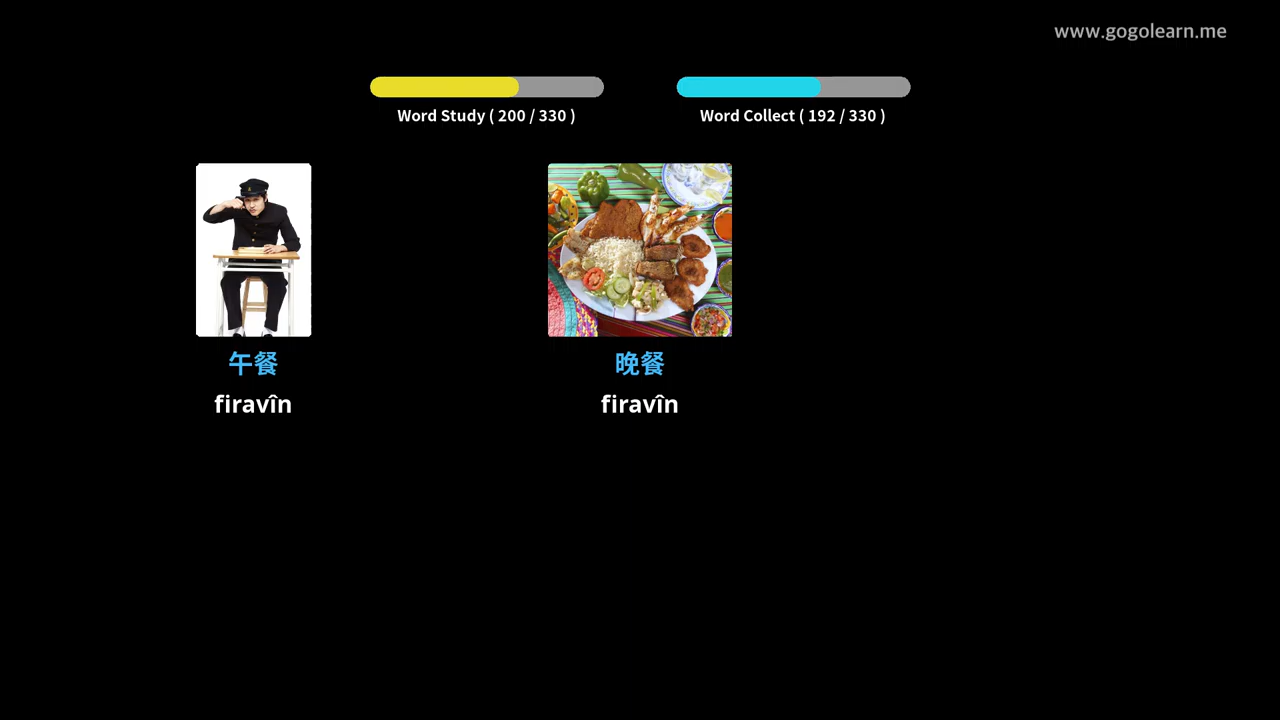 www.gogolearn.me
Word Study ( 200 / 330 )
Word Collect ( 192 / 330 )
午餐
firavîn
晚餐
firavîn